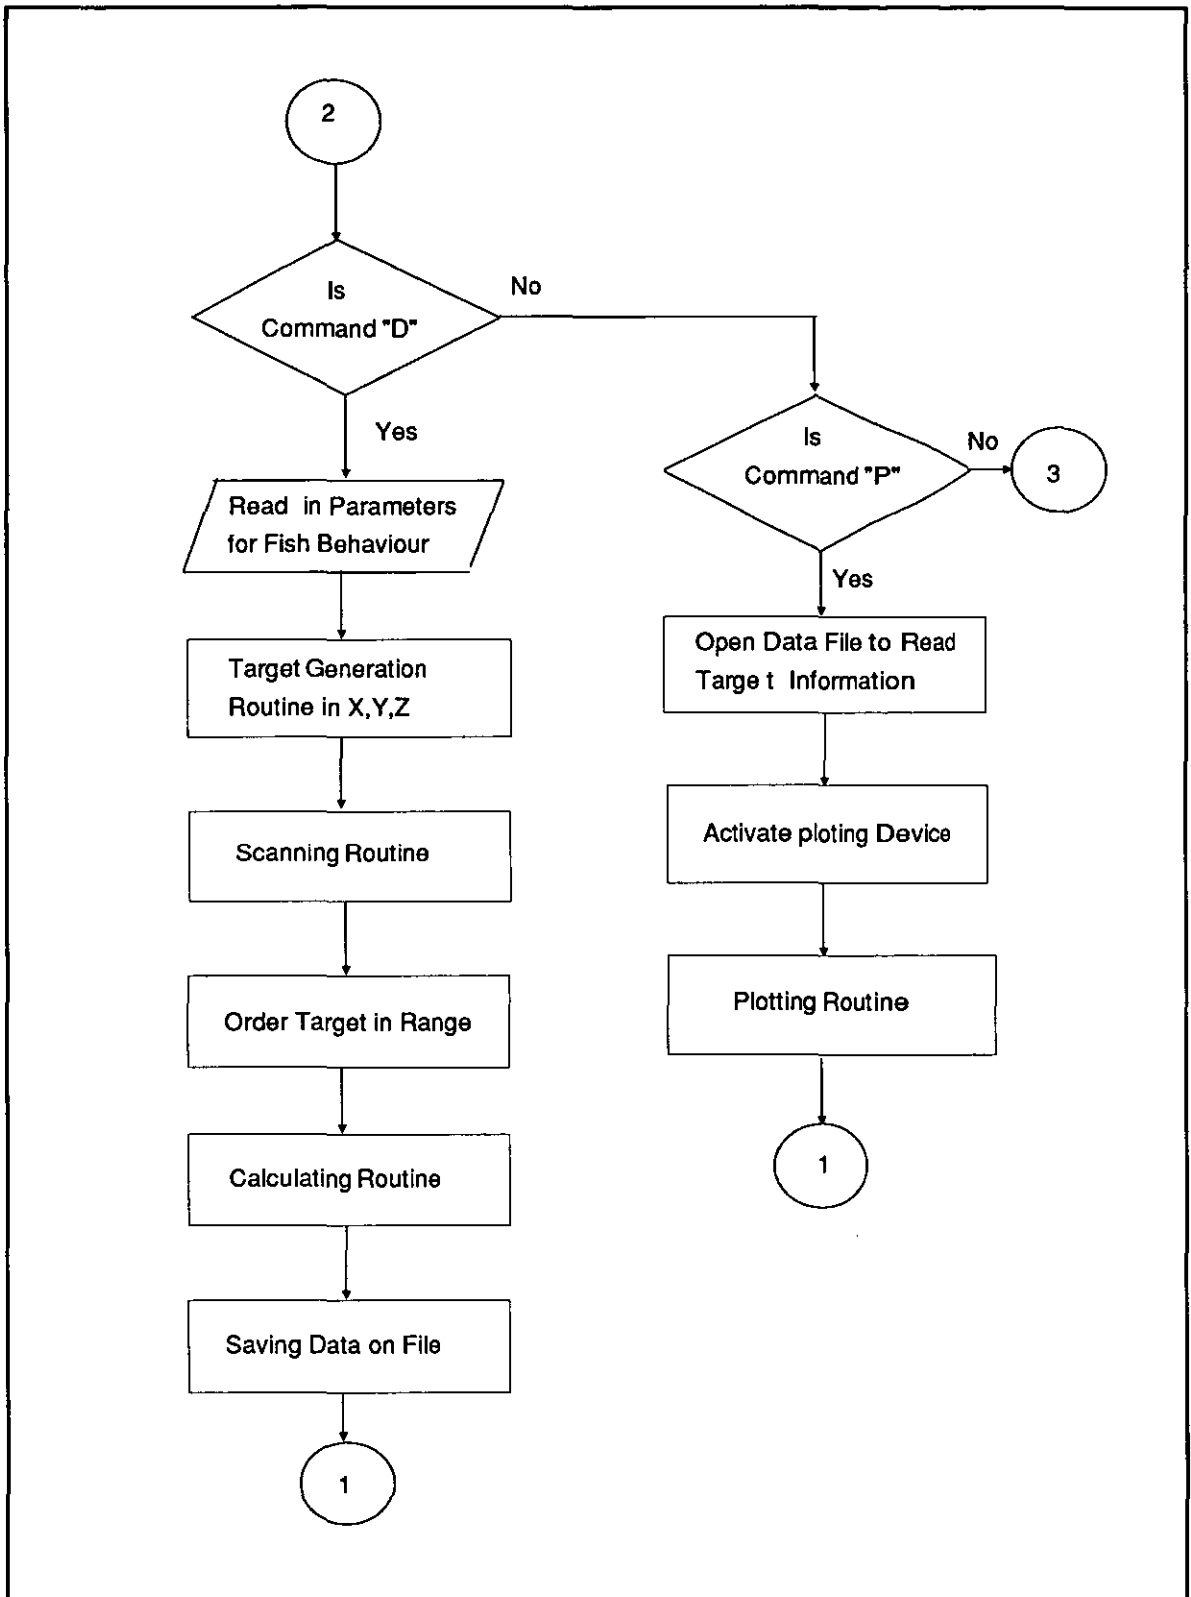 2
Is
Command "D"
No
Yes
Read in Parameters
for Fish Behaviour
Target Generation
Routine in X,Y,Z
Scanning Routine
Order Target in Range
Calculating Routine
Saving Data on File
1
Is
Command "P"
No
3
Yes
Open Data File to Read
Targe t Information
Activate ploting Device
Plotting Routine
1